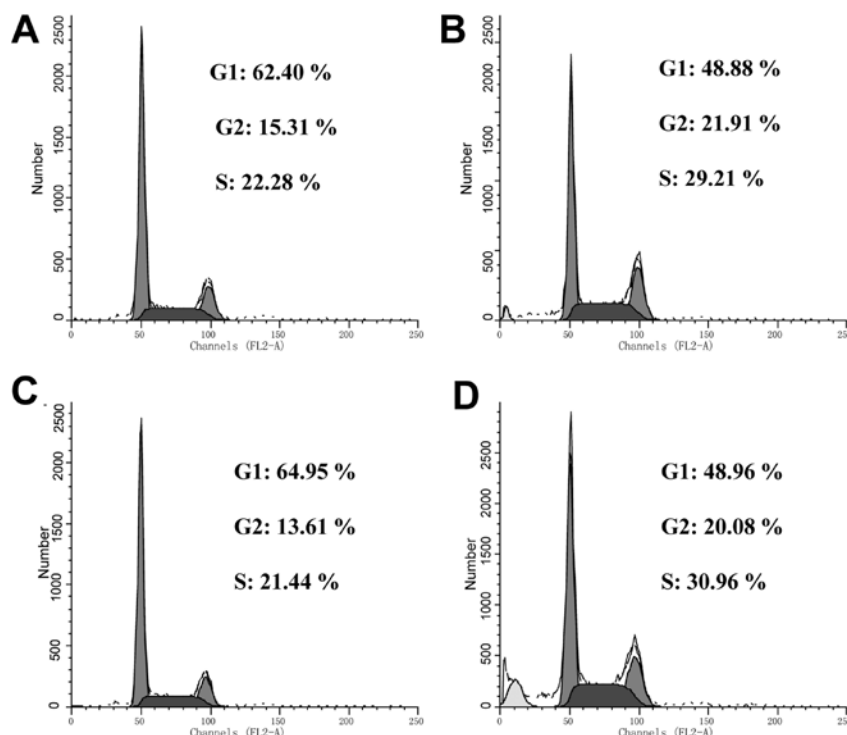 A
Number
2500
2000
1500
1000
500
0
G1: 62.40 %
G2: 15.31 %
S: 22.28 %
0 50 100 150 200 250
Channels (FL2-A)
B
Number
2500
2000
1500
1000
500
0
G1: 48.88 %
G2: 21.91 %
S: 29.21 %
0 50 100 150 200 250
Channels (FL2-A)
C
Number
2500
2000
1500
1000
500
0
G1: 64.95 %
G2: 13.61 %
S: 21.44 %
0 50 100 150 200 250
Channels (FL2-A)
D
Number
2500
2000
1500
1000
500
0
G1: 48.96 %
G2: 20.08 %
S: 30.96 %
0 50 100 150 200 250
Channels (FL2-A)